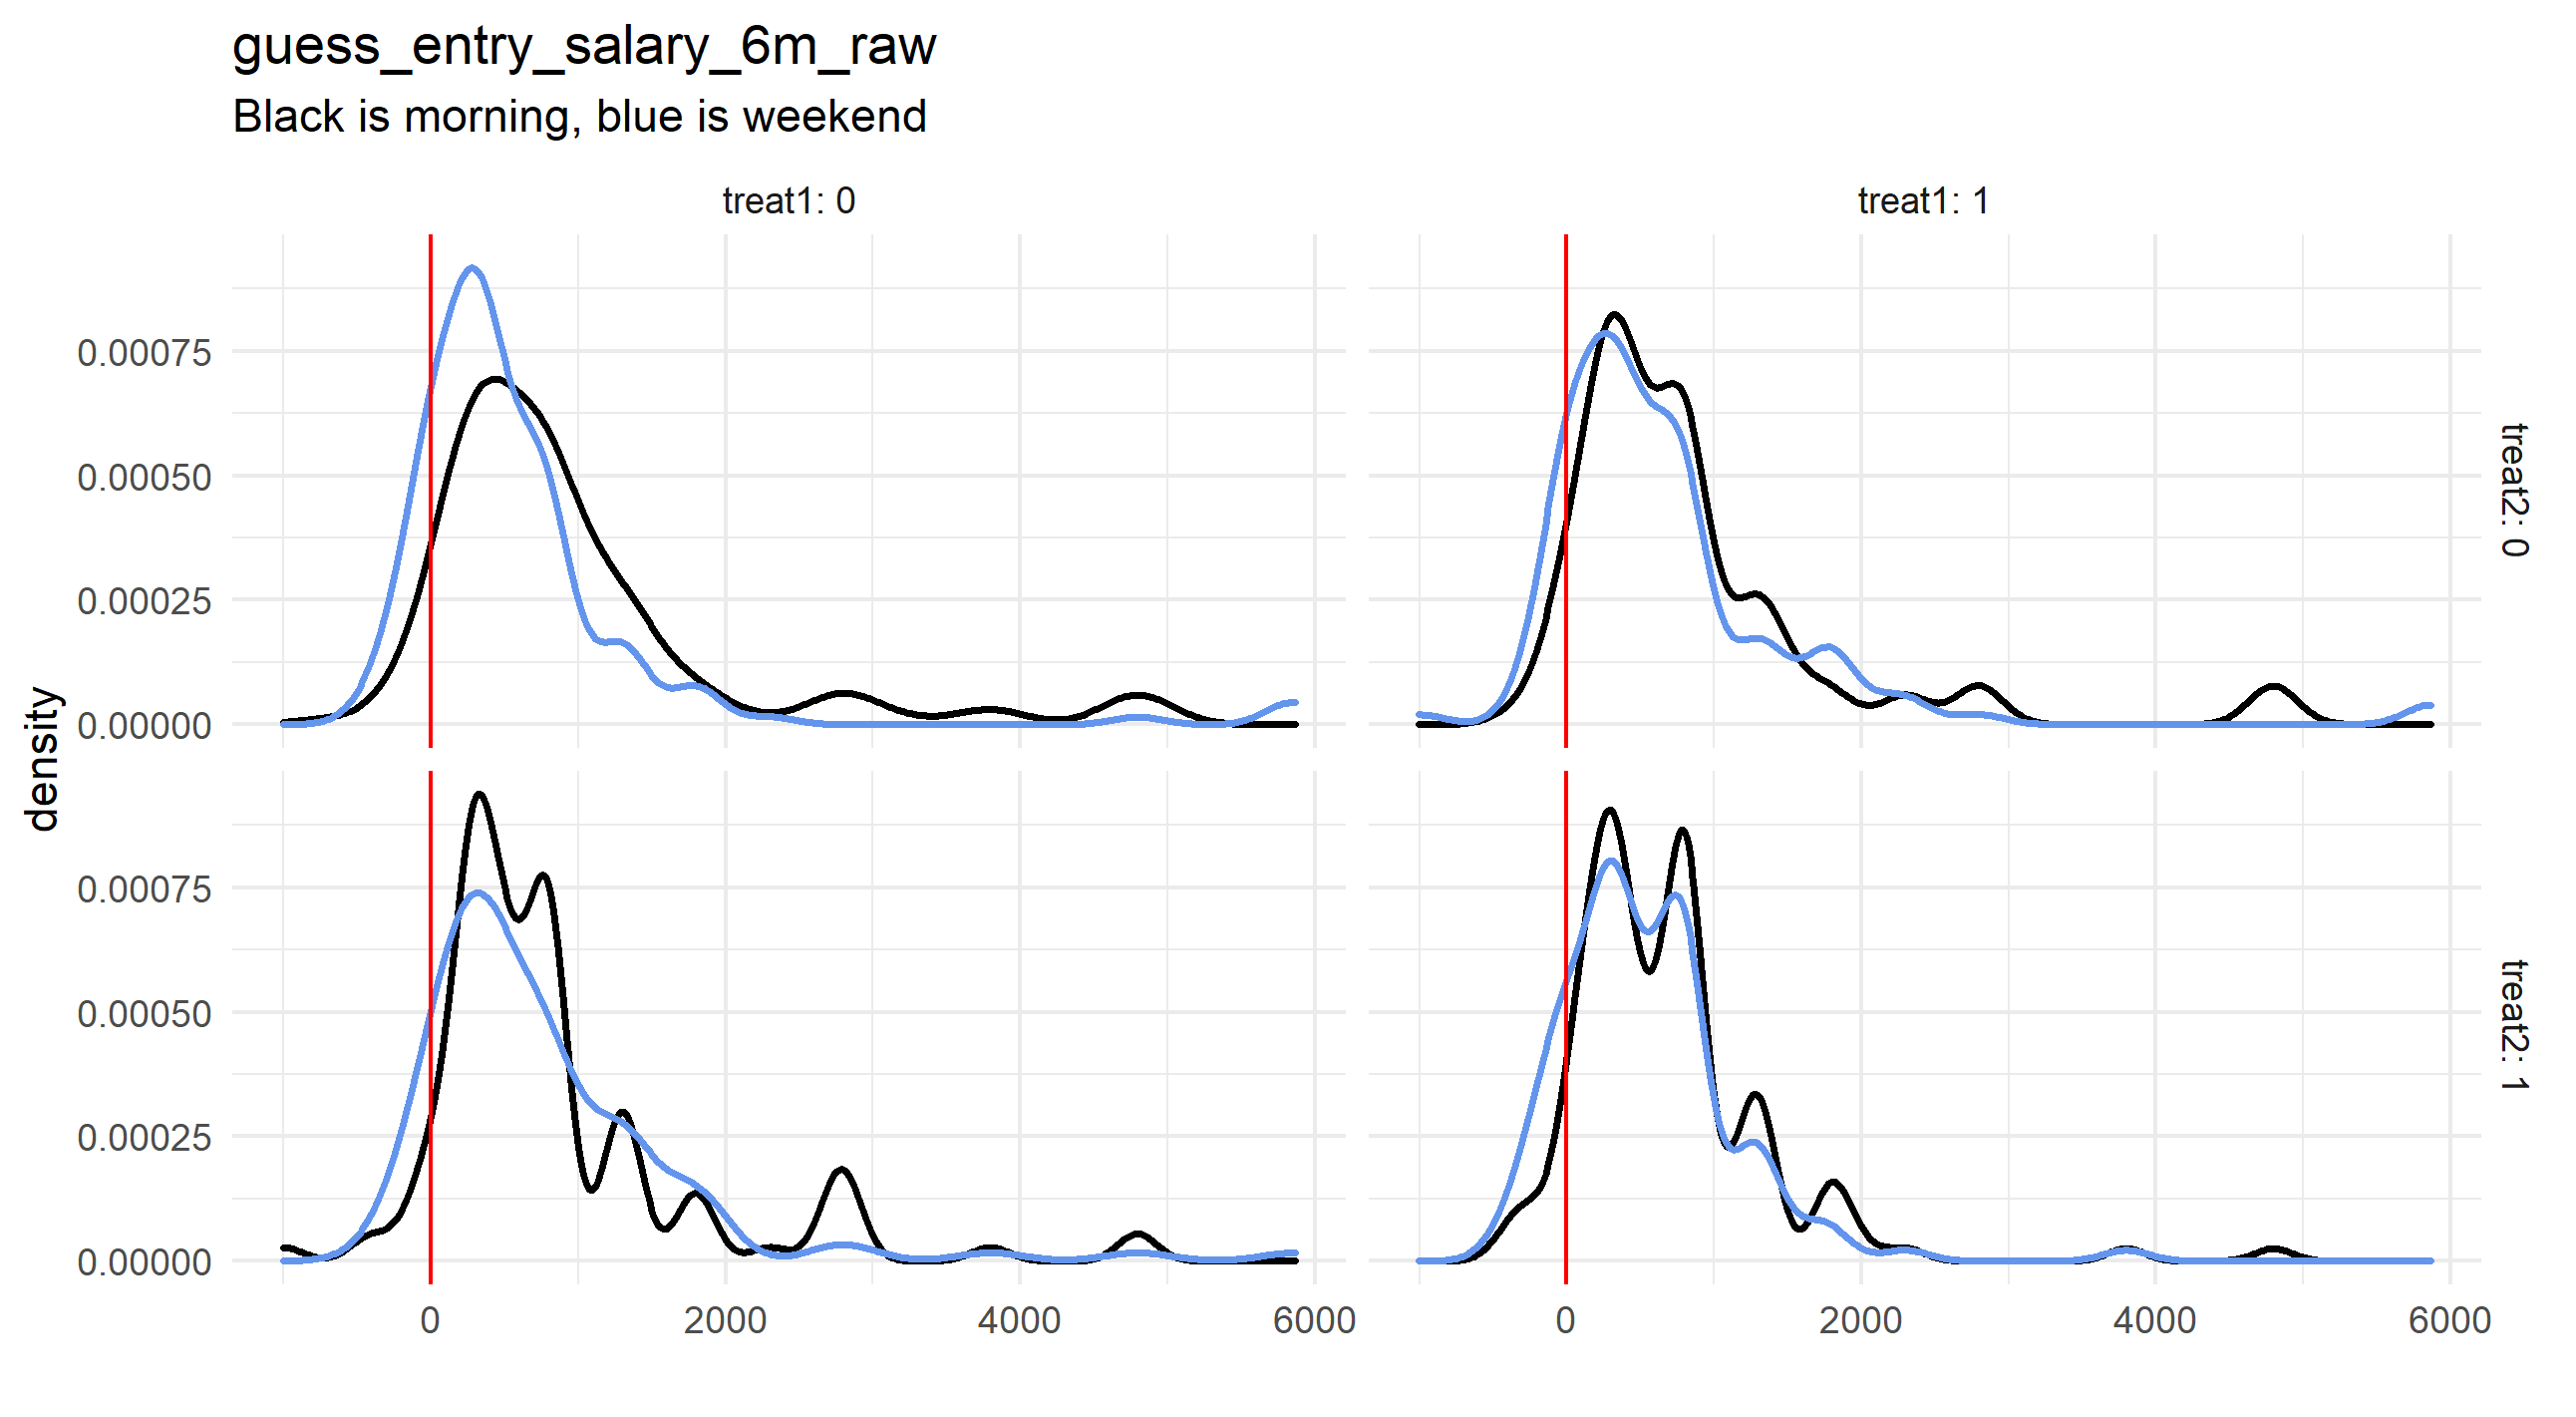 guess_entry_salary_6m_raw
Black is morning, blue is weekend
treat1: 0
treat1: 1
0.00075
0.00050
0.00025
0.00000
treat2: 0
density
0.00075
0.00050
0.00025
0.00000
treat2: 1
0
2000
4000
6000
0
2000
4000
6000